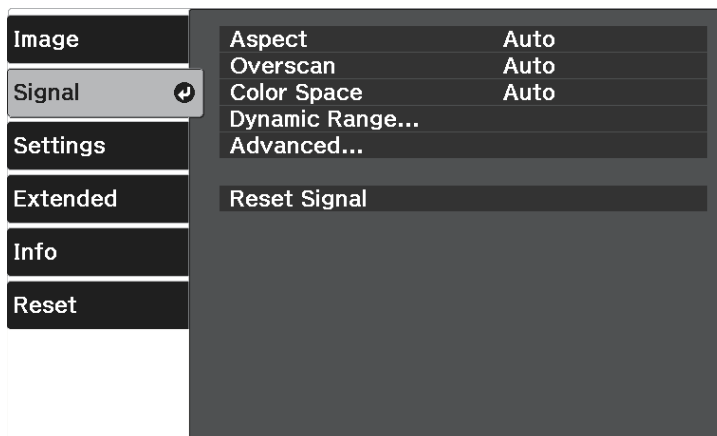 Image
Signal
Settings
Extended
Info
Reset
Aspect Auto
Overscan Auto
Color Space Auto
Dynamic Range...
Advanced...
Reset Signal